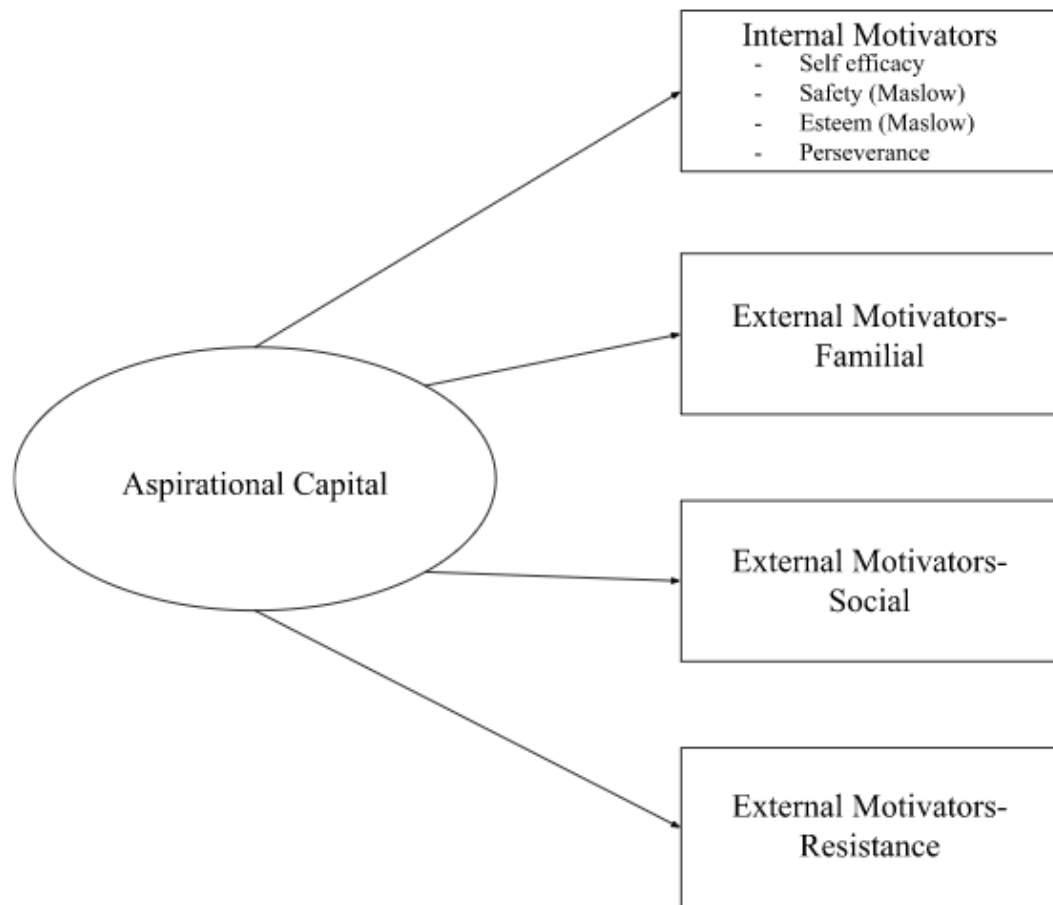 Internal Motivators
- Self efficacy
- Safety (Maslow)
- Esteem (Maslow)
- Perseverance
External Motivators-
Familial
Aspirational Capital
External Motivators-
Social
External Motivators-
Resistance